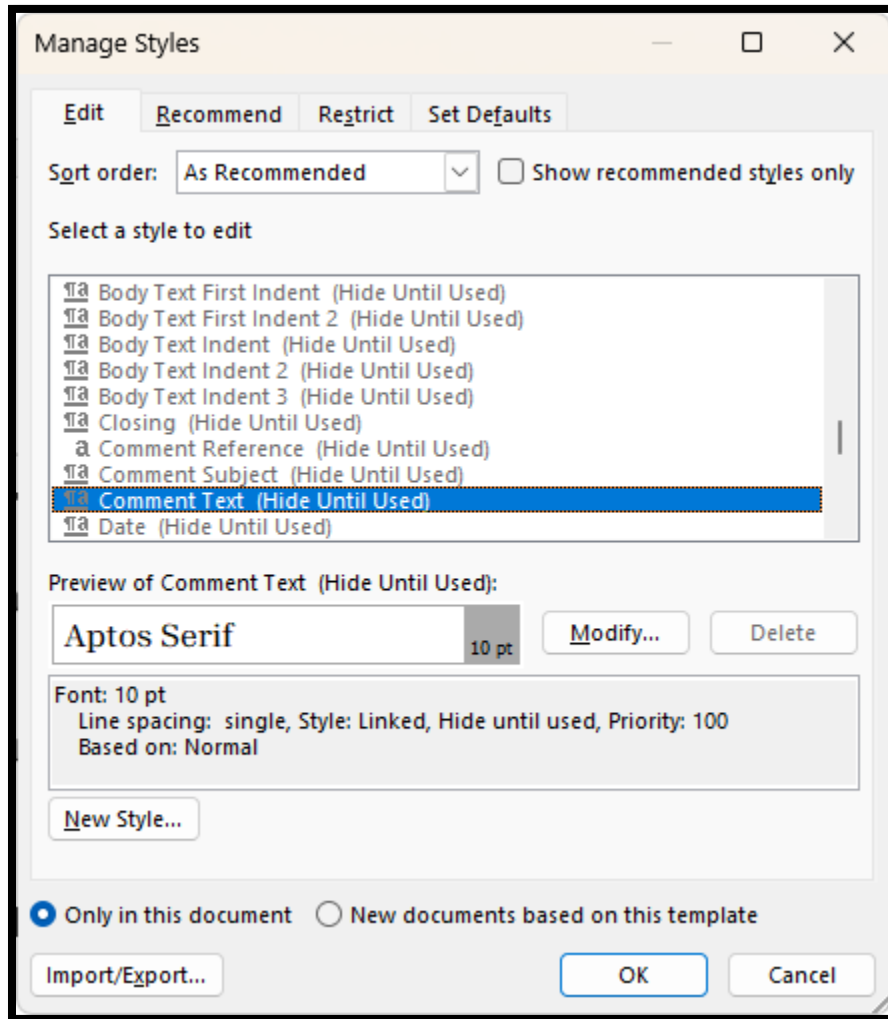 Manage Styles
Edit Recommend Restrict Set Defaults
Sort order: As Recommended Show recommended styles only
Select a style to edit
¶a Body Text First Indent (Hide Until Used)
¶a Body Text First Indent 2 (Hide Until Used)
¶a Body Text Indent (Hide Until Used)
¶a Body Text Indent 2 (Hide Until Used)
¶a Body Text Indent 3 (Hide Until Used)
¶a Closing (Hide Until Used)
a Comment Reference (Hide Until Used)
¶a Comment Subject (Hide Until Used)
¶a Comment Text (Hide Until Used)
¶a Date (Hide Until Used)
Preview of Comment Text (Hide Until Used):
Aptos Serif 10 pt Modify... Delete
Font: 10 pt
Line spacing: single, Style: Linked, Hide until used, Priority: 100
Based on: Normal
New Style...
Only in this document New documents based on this template
Import/Export... OK Cancel